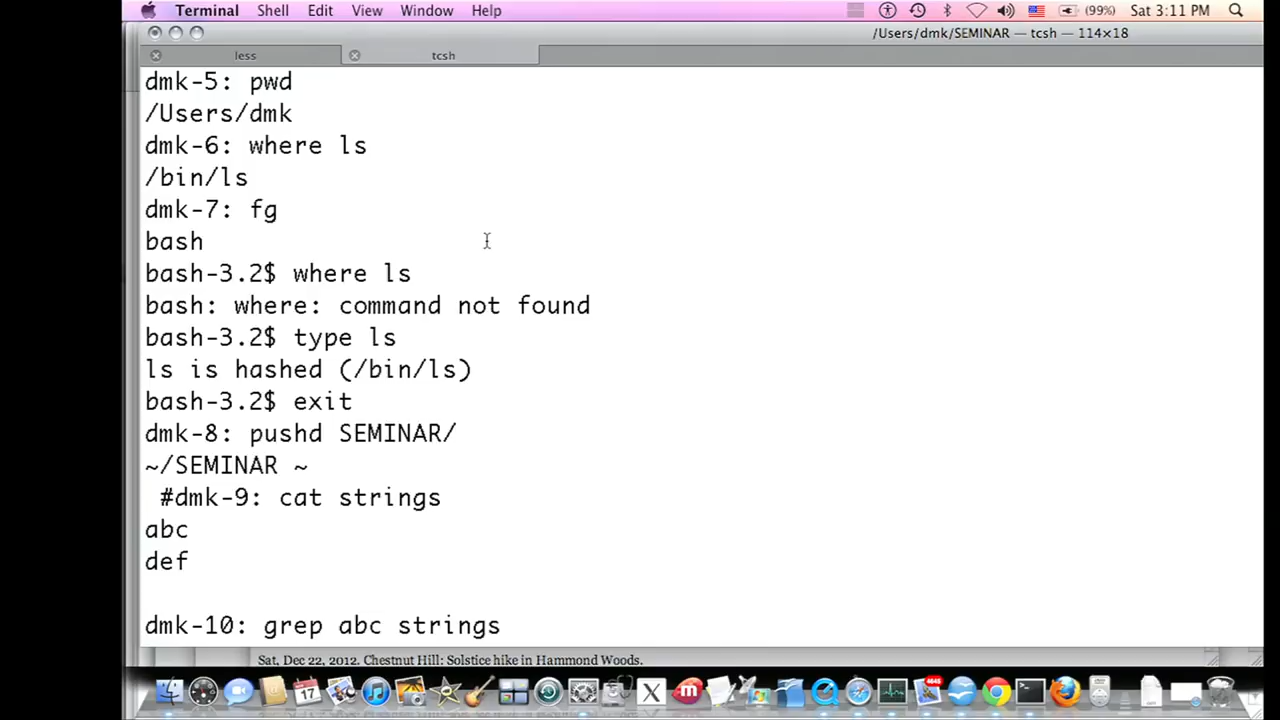 Terminal Shell Edit View Window Help (99%) Sat 3:11 PM
/Users/dmk/SEMINAR — tcsh — 114×18
less tcsh
dmk-5: pwd
/Users/dmk
dmk-6: where ls
/bin/ls
dmk-7: fg
bash
bash-3.2$ where ls
bash: where: command not found
bash-3.2$ type ls
ls is hashed (/bin/ls)
bash-3.2$ exit
dmk-8: pushd SEMINAR/
~/SEMINAR ~
#dmk-9: cat strings
abc
def
dmk-10: grep abc strings
Sat, Dec 22, 2012. Chestnut Hill: Solstice hike in Hammond Woods.
17